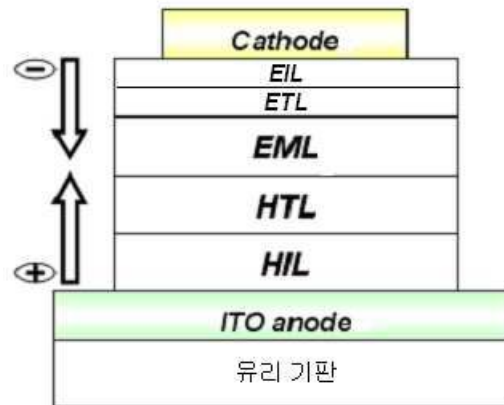 Cathode
EIL
ETL
EML
HTL
HIL
ITO anode
유리 기판